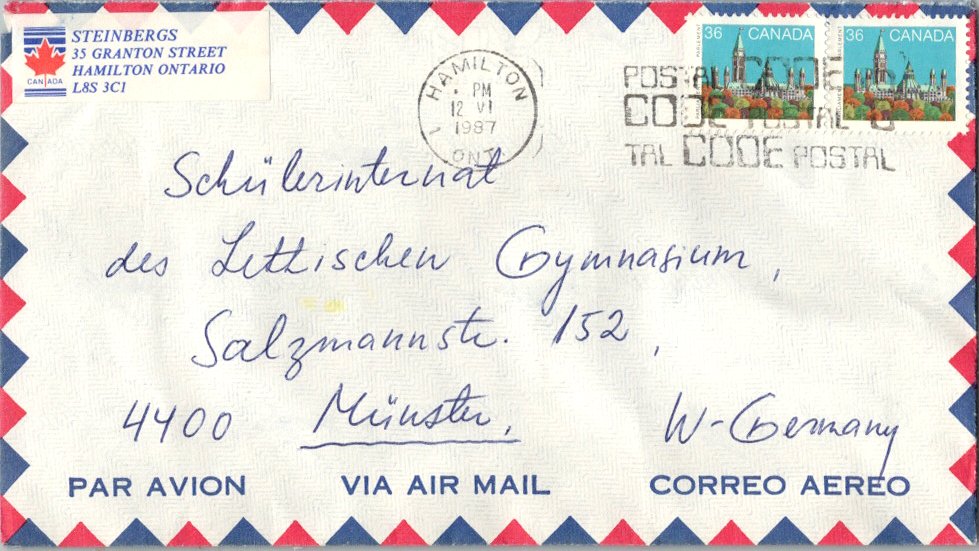 STEINBERGS
35 GRANTON STREET
HAMILTON ONTARIO
L8S 3C1
CANADA
HAMILTON
PM
12 VI
1987
ONT
36 CANADA
36 CANADA
POSTAL CODE
CODE POSTAL C
TAL CODE POSTAL
Schülerinternat
des Lettischen Gymnasium,
Salzmannstr. 152,
4400 Münster,
W-Germany
PAR AVION VIA AIR MAIL CORREO AEREO